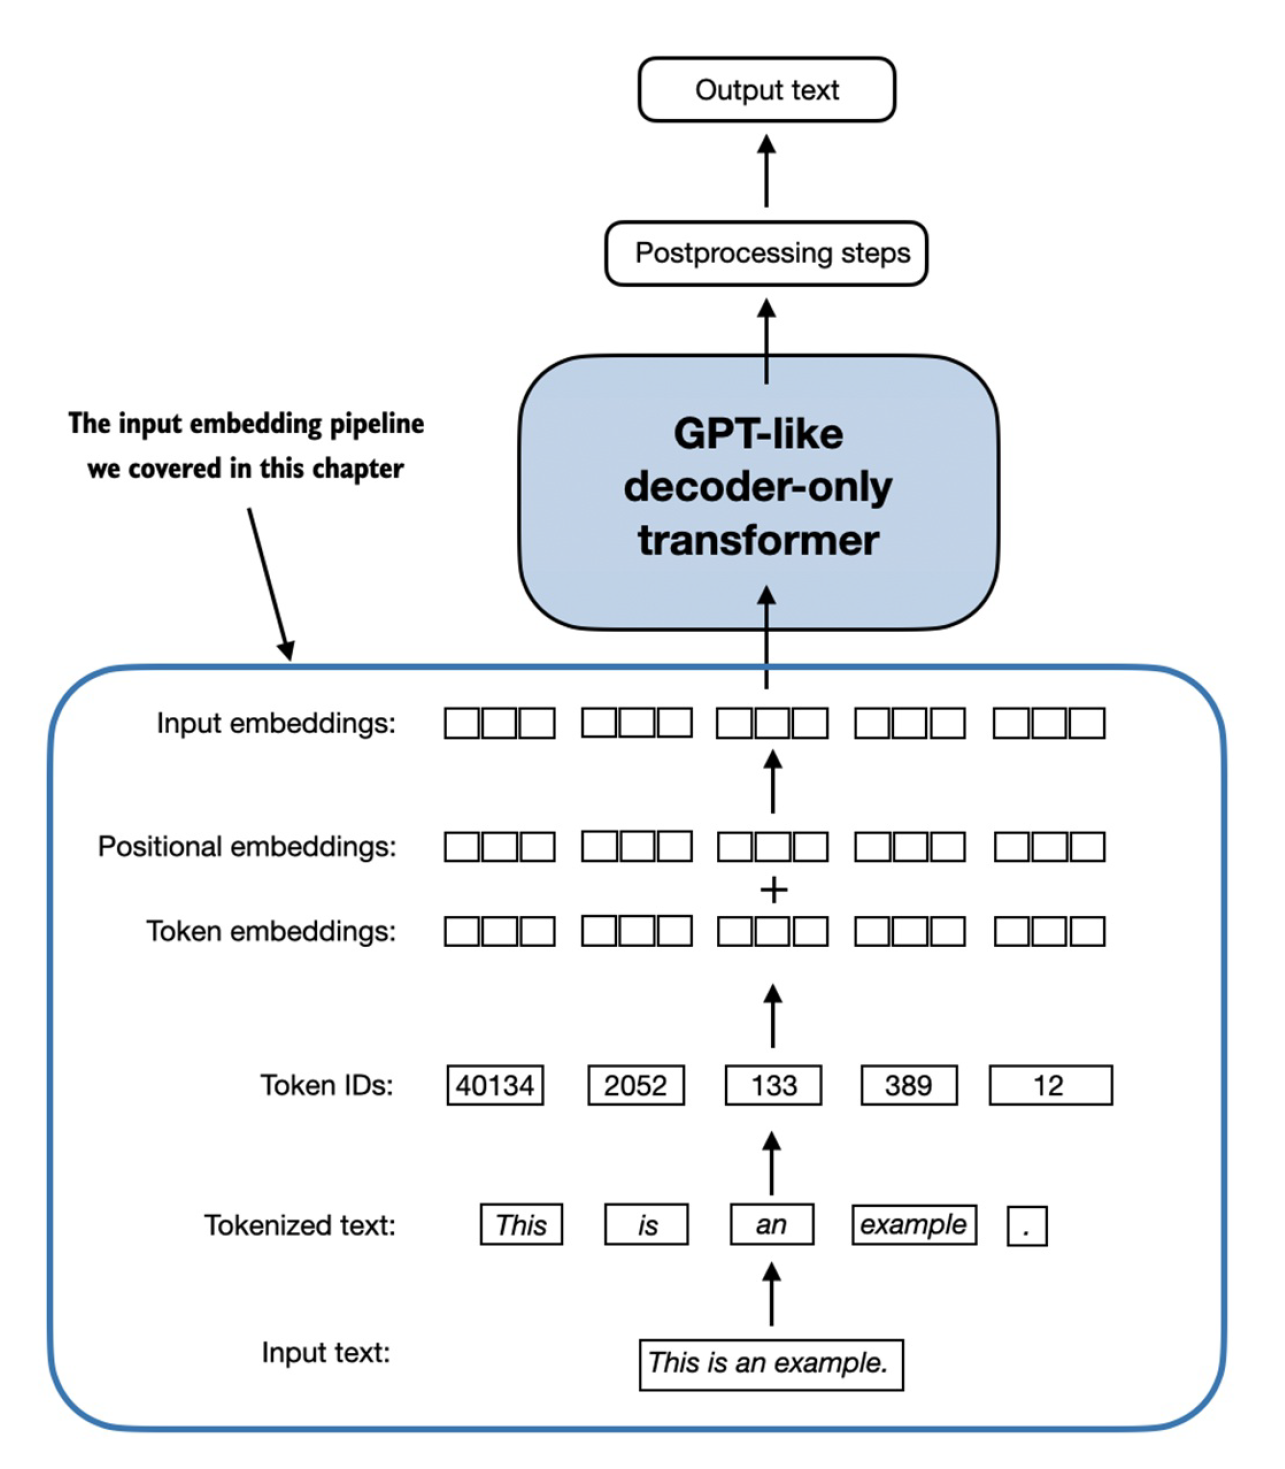 Output text
Postprocessing steps
GPT-like
decoder-only
transformer
The input embedding pipeline
we covered in this chapter
Input embeddings:
Positional embeddings:
+
Token embeddings:
Token IDs: 40134 2052 133 389 12
Tokenized text: This is an example .
Input text: This is an example.